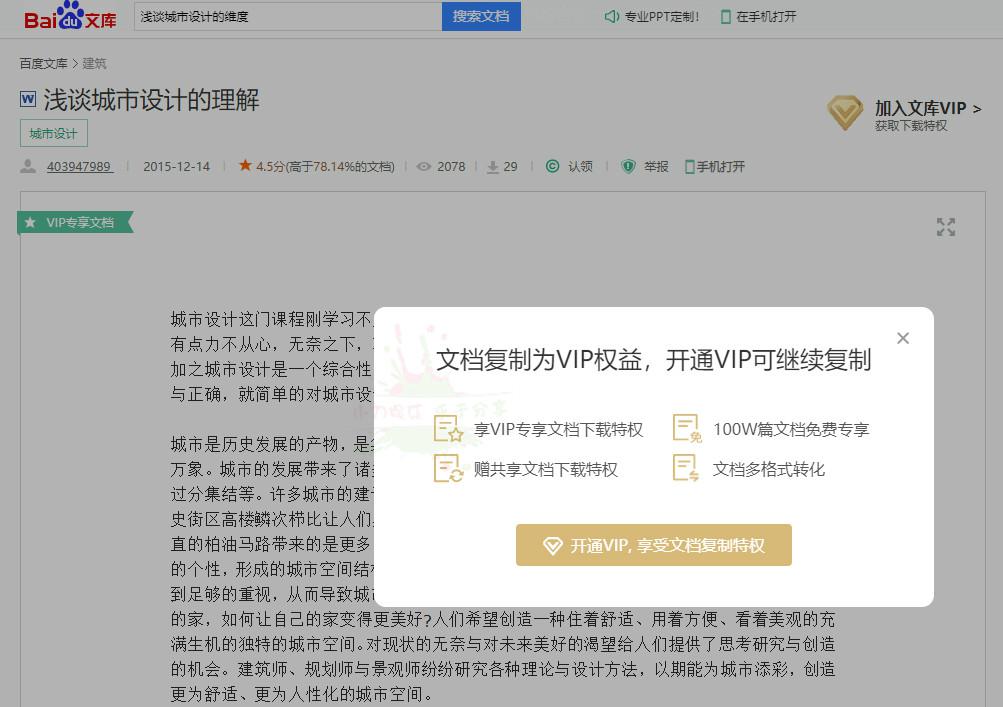 Baidu文库
浅谈城市设计的维度
搜索文档
专业PPT定制!
在手机打开
百度文库 > 建筑
W 浅谈城市设计的理解
城市设计
加入文库VIP >
获取下载特权
403947989
2015-12-14
4.5分(高于78.14%的文档)
2078
29
认领
举报
手机打开
VIP专享文档
城市设计这门课程刚学习不
有点力不从心，无奈之下，
加之城市设计是一个综合性
与正确，就简单的对城市设
文档复制为VIP权益，开通VIP可继续复制
享VIP专享文档下载特权
免 100W篇文档免费专享
赠共享文档下载特权
文档多格式转化
开通VIP, 享受文档复制特权
城市是历史发展的产物，是
万象。城市的发展带来了诸
过分集结等。许多城市的建
史街区高楼鳞次栉比让人们
直的柏油马路带来的是更多
的个性，形成的城市空间结
到足够的重视，从而导致城
的家，如何让自己的家变得更美好?人们希望创造一种住着舒适、用着方便、看着美观的充
满生机的独特的城市空间。对现状的无奈与对未来美好的渴望给人们提供了思考研究与创造
的机会。建筑师、规划师与景观师纷纷研究各种理论与设计方法，以期能为城市添彩，创造
更为舒适、更为人性化的城市空间。